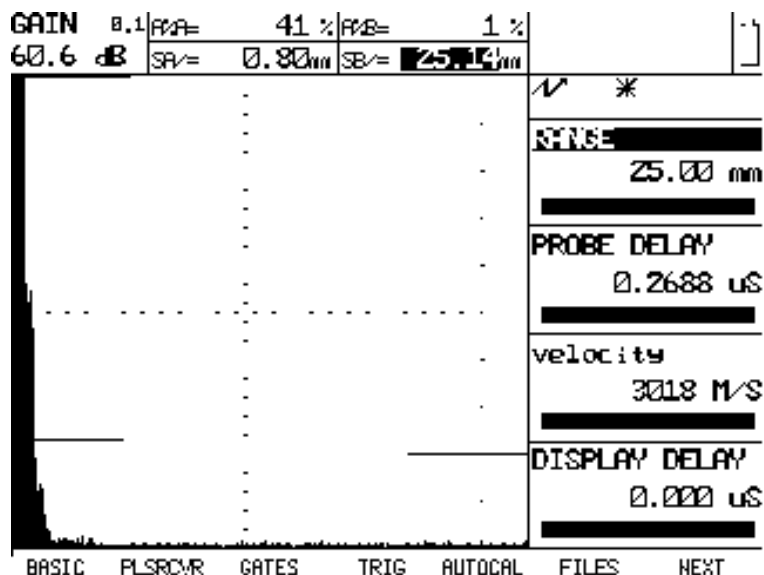 GAIN 0.1 A%A= 41 % A%B= 1 %
60.6 dB SA/= 0.80mm SB/= 25.14mm
RANGE
25.00 mm
PROBE DELAY
0.2688 uS
velocity
3018 M/S
DISPLAY DELAY
0.000 uS
BASIC PLSRCVR GATES TRIG AUTOCAL FILES NEXT